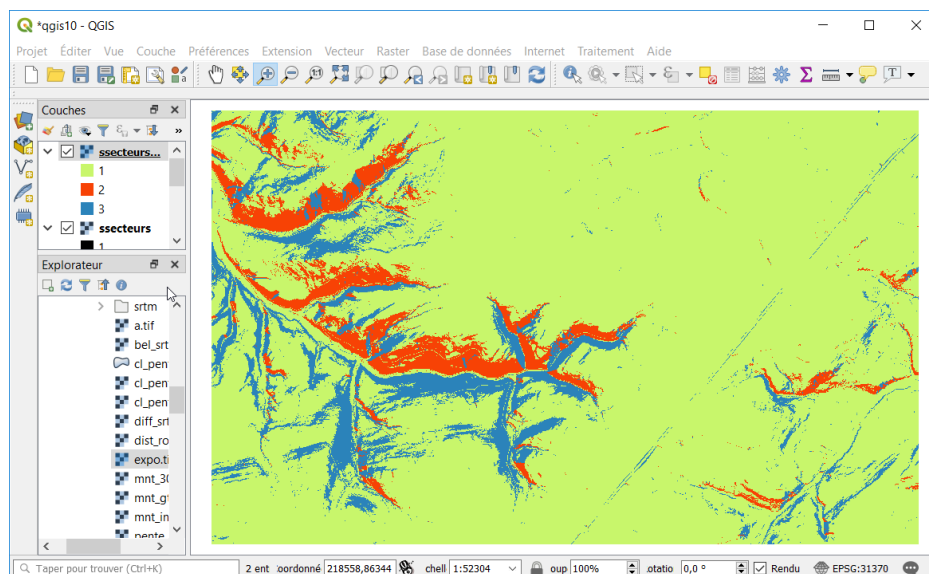 *qgis10 - QGIS
Projet Éditer Vue Couche Préférences Extension Vecteur Raster Base de données Internet Traitement Aide
Couches
ssecteurs...
1
2
3
ssecteurs
1
Explorateur
srtm
a.tif
bel_srt
cl_pen
cl_pen
cl_pen
diff_srt
dist_ro
expo.ti
mnt_30
mnt_gt
mnt_in
pente
Taper pour trouver (Ctrl+K) 2 ent oordonné 218558,86344 chell 1:52304 oup 100% otatio 0,0 ° Rendu EPSG:31370